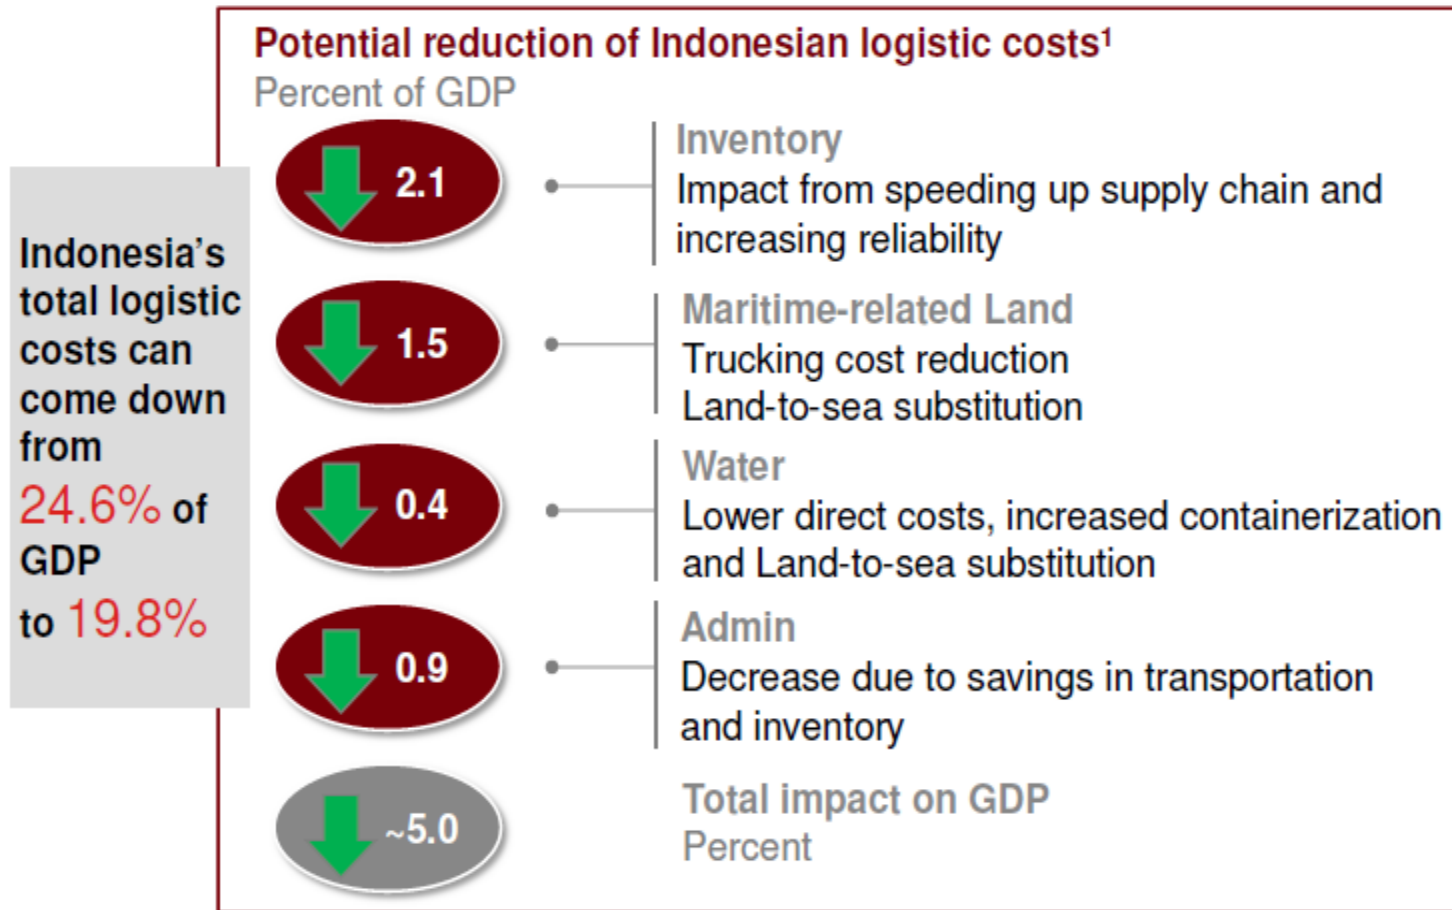 Potential reduction of Indonesian logistic costs¹
Percent of GDP
Indonesia's
total logistic
costs can
come down
from
24.6% of
GDP
to 19.8%
2.1
Inventory
Impact from speeding up supply chain and
increasing reliability
1.5
Maritime-related Land
Trucking cost reduction
Land-to-sea substitution
0.4
Water
Lower direct costs, increased containerization
and Land-to-sea substitution
0.9
Admin
Decrease due to savings in transportation
and inventory
~5.0
Total impact on GDP
Percent